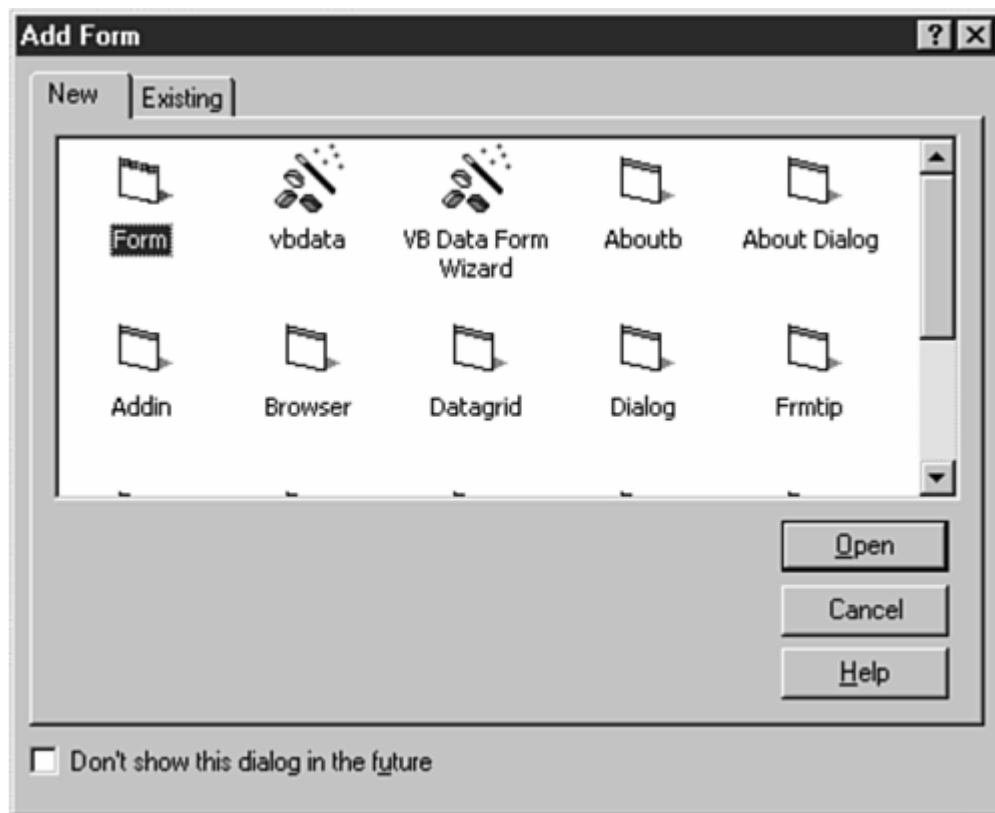 Add Form
New Existing
Form vbdata VB Data Form Wizard Aboutb About Dialog
Addin Browser Datagrid Dialog Frmtip
Open
Cancel
Help
Don't show this dialog in the future